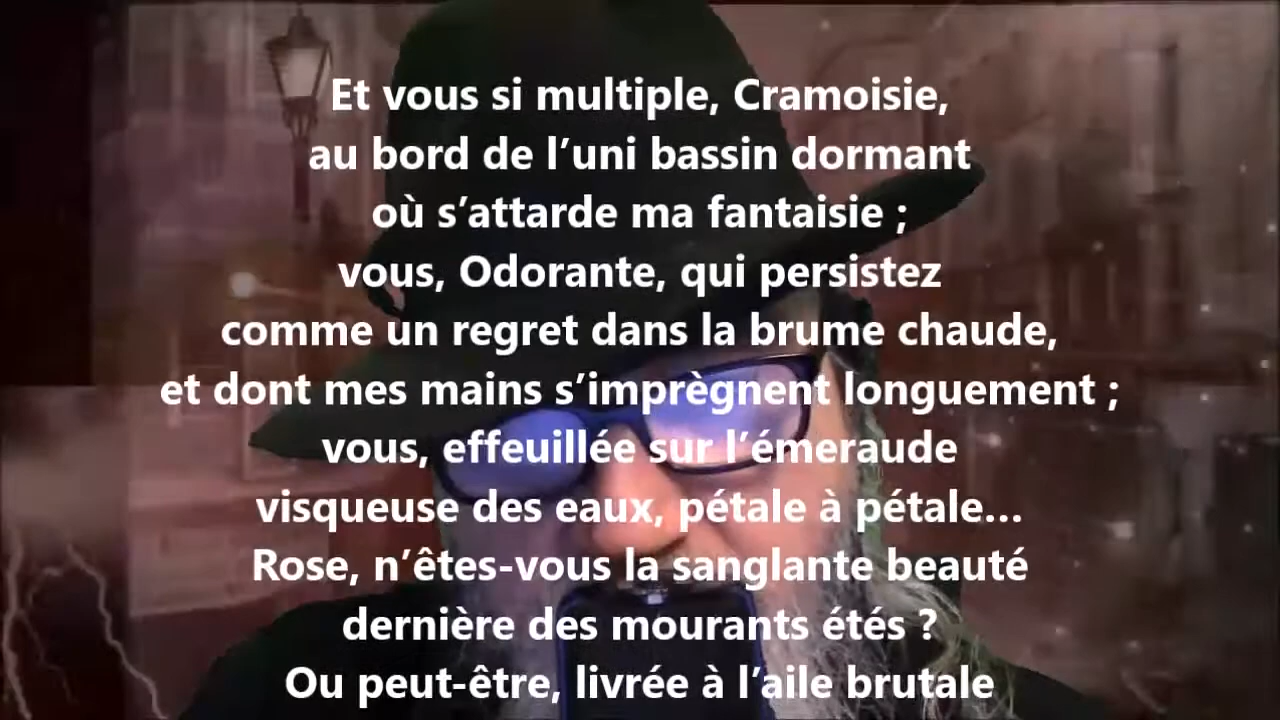 Et vous si multiple, Cramoisie,
au bord de l’uni bassin dormant
où s’attarde ma fantaisie ;
vous, Odorante, qui persistez
comme un regret dans la brume chaude,
et dont mes mains s’imprègnent longuement ;
vous, effeuillée sur l’émeraude
visqueuse des eaux, pétale à pétale…
Rose, n’êtes-vous la sanglante beauté
dernière des mourants étés ?
Ou peut-être, livrée à l’aile brutale